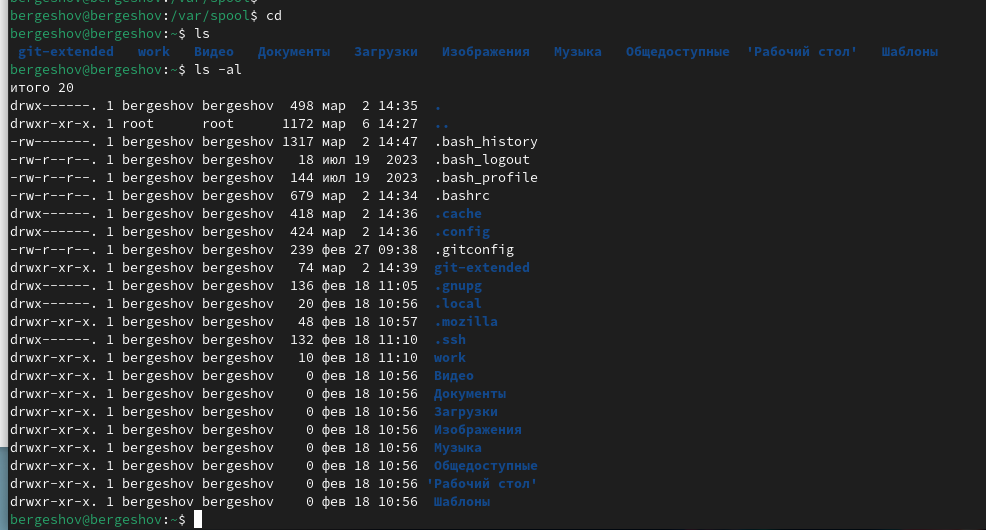 bergeshov@bergeshov:/var/spool$
bergeshov@bergeshov:/var/spool$ cd
bergeshov@bergeshov:~$ ls
git-extended work Видео Документы Загрузки Изображения Музыка Общедоступные 'Рабочий стол' Шаблоны
bergeshov@bergeshov:~$ ls -al
итого 20
drwx------. 1 bergeshov bergeshov 498 мар 2 14:35 .
drwxr-xr-x. 1 root root 1172 мар 6 14:27 ..
-rw-------. 1 bergeshov bergeshov 1317 мар 2 14:47 .bash_history
-rw-r--r--. 1 bergeshov bergeshov 18 июл 19 2023 .bash_logout
-rw-r--r--. 1 bergeshov bergeshov 144 июл 19 2023 .bash_profile
-rw-r--r--. 1 bergeshov bergeshov 679 мар 2 14:34 .bashrc
drwx------. 1 bergeshov bergeshov 418 мар 2 14:36 .cache
drwx------. 1 bergeshov bergeshov 424 мар 2 14:36 .config
-rw-r--r--. 1 bergeshov bergeshov 239 фев 27 09:38 .gitconfig
drwxr-xr-x. 1 bergeshov bergeshov 74 мар 2 14:39 git-extended
drwx------. 1 bergeshov bergeshov 136 фев 18 11:05 .gnupg
drwx------. 1 bergeshov bergeshov 20 фев 18 10:56 .local
drwxr-xr-x. 1 bergeshov bergeshov 48 фев 18 10:57 .mozilla
drwx------. 1 bergeshov bergeshov 132 фев 18 11:10 .ssh
drwxr-xr-x. 1 bergeshov bergeshov 10 фев 18 11:10 work
drwxr-xr-x. 1 bergeshov bergeshov 0 фев 18 10:56 Видео
drwxr-xr-x. 1 bergeshov bergeshov 0 фев 18 10:56 Документы
drwxr-xr-x. 1 bergeshov bergeshov 0 фев 18 10:56 Загрузки
drwxr-xr-x. 1 bergeshov bergeshov 0 фев 18 10:56 Изображения
drwxr-xr-x. 1 bergeshov bergeshov 0 фев 18 10:56 Музыка
drwxr-xr-x. 1 bergeshov bergeshov 0 фев 18 10:56 Общедоступные
drwxr-xr-x. 1 bergeshov bergeshov 0 фев 18 10:56 'Рабочий стол'
drwxr-xr-x. 1 bergeshov bergeshov 0 фев 18 10:56 Шаблоны
bergeshov@bergeshov:~$